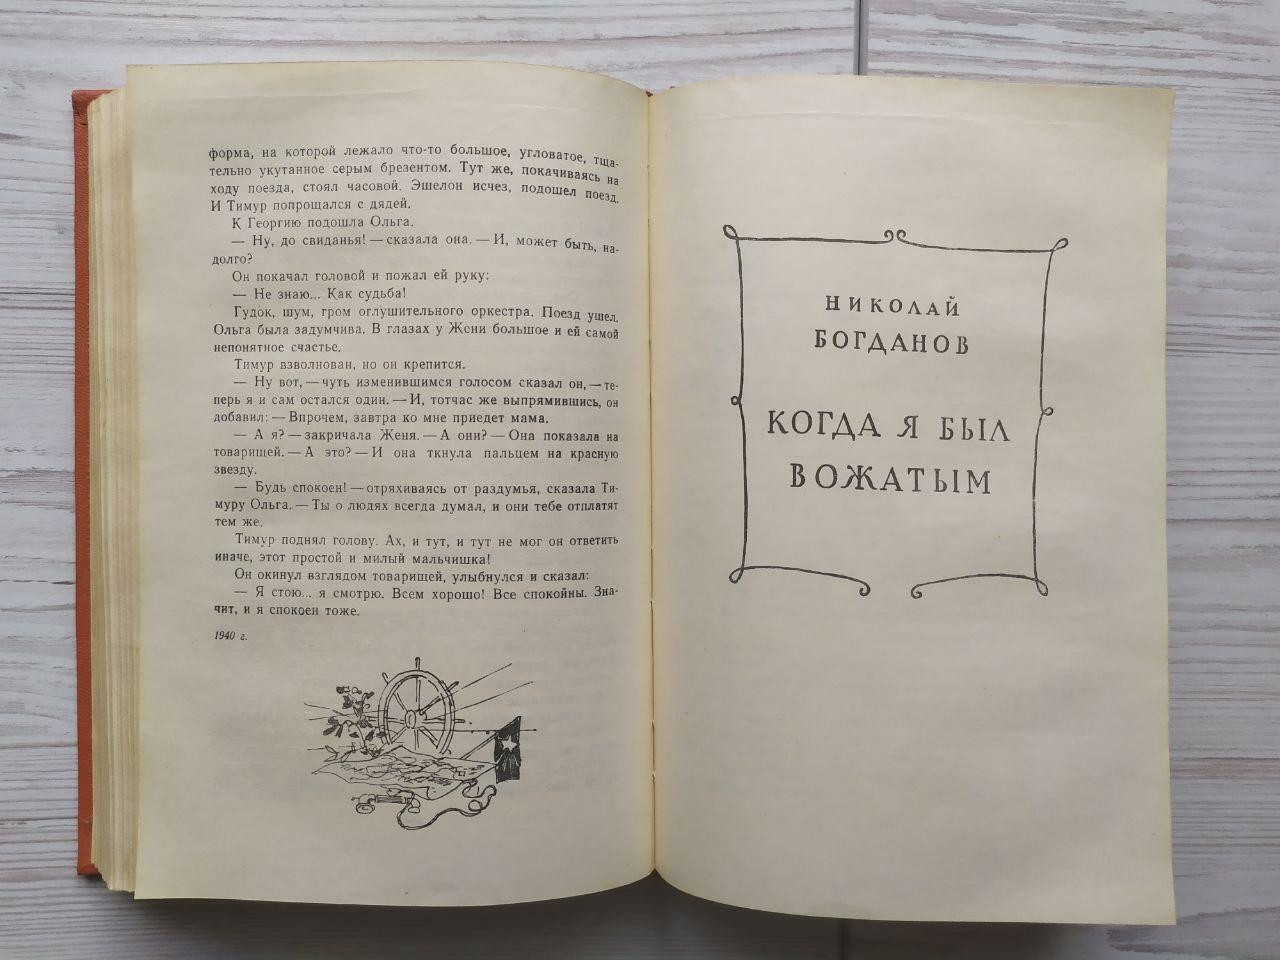 форма, на которой лежало что-то большое, угловатое, тща-
тельно укутанное серым брезентом. Тут же, покачиваясь на
ходу поезда, стоял часовой. Эшелон исчез, подошел поезд.
И Тимур попрощался с дядей.
К Георгию подошла Ольга.
— Ну, до свиданья! — сказала она. — И, может быть, на-
долго?
Он покачал головой и пожал ей руку:
— Не знаю... Как судьба!
Гудок, шум, гром оглушительного оркестра. Поезд ушел.
Ольга была задумчива. В глазах у Жени большое и ей самой
непонятное счастье.
Тимур взволнован, но он крепится.
— Ну вот, — чуть изменившимся голосом сказал он, — те-
перь я и сам остался один. — И, тотчас же выпрямившись, он
добавил: — Впрочем, завтра ко мне приедет мама.
— А я? — закричала Женя. — А они? — Она показала на
товарищей. — А это? — И она ткнула пальцем на красную
звезду.
— Будь спокоен! — отряхиваясь от раздумья, сказала Ти-
муру Ольга. — Ты о людях всегда думал, и они тебе отплатят
тем же.
Тимур поднял голову. Ах, и тут, и тут не мог он ответить
иначе, этот простой и милый мальчишка!
Он окинул взглядом товарищей, улыбнулся и сказал:
— Я стою... я смотрю. Всем хорошо! Все спокойны. Зна-
чит, и я спокоен тоже.
1940 г.
НИКОЛАЙ
БОГДАНОВ
КОГДА Я БЫЛ
ВОЖАТЫМ